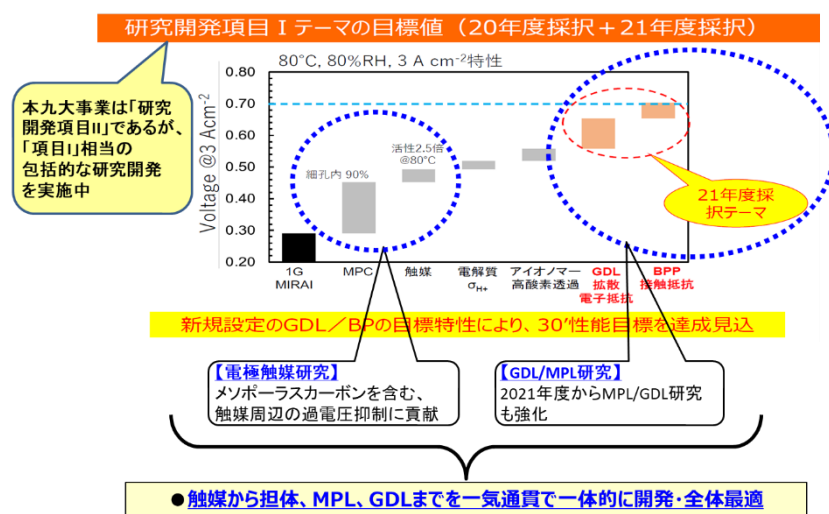 研究開発項目Ⅰテーマの目標値（20年度採択＋21年度採択）
本九大事業は「研究
開発項目II」であるが、
「項目I」相当の
包括的な研究開発
を実施中
80°C, 80%RH, 3 A cm⁻²特性
Voltage @3 Acm⁻²
0.80
0.70
0.60
0.50
0.40
0.30
0.20
細孔内 90%
活性2.5倍
@80°C
21年度採
択テーマ
1G
MIRAI
MPC
触媒
電解質
σH+
アイオノマー
高酸素透過
GDL
拡散
電子抵抗
BPP
接触抵抗
新規設定のGDL／BPの目標特性により、30’性能目標を達成見込
【電極触媒研究】
メソポーラスカーボンを含む、
触媒周辺の過電圧抑制に貢献
【GDL/MPL研究】
2021年度からMPL/GDL研究
も強化
●触媒から担体、MPL、GDLまでを一気通貫で一体的に開発・全体最適